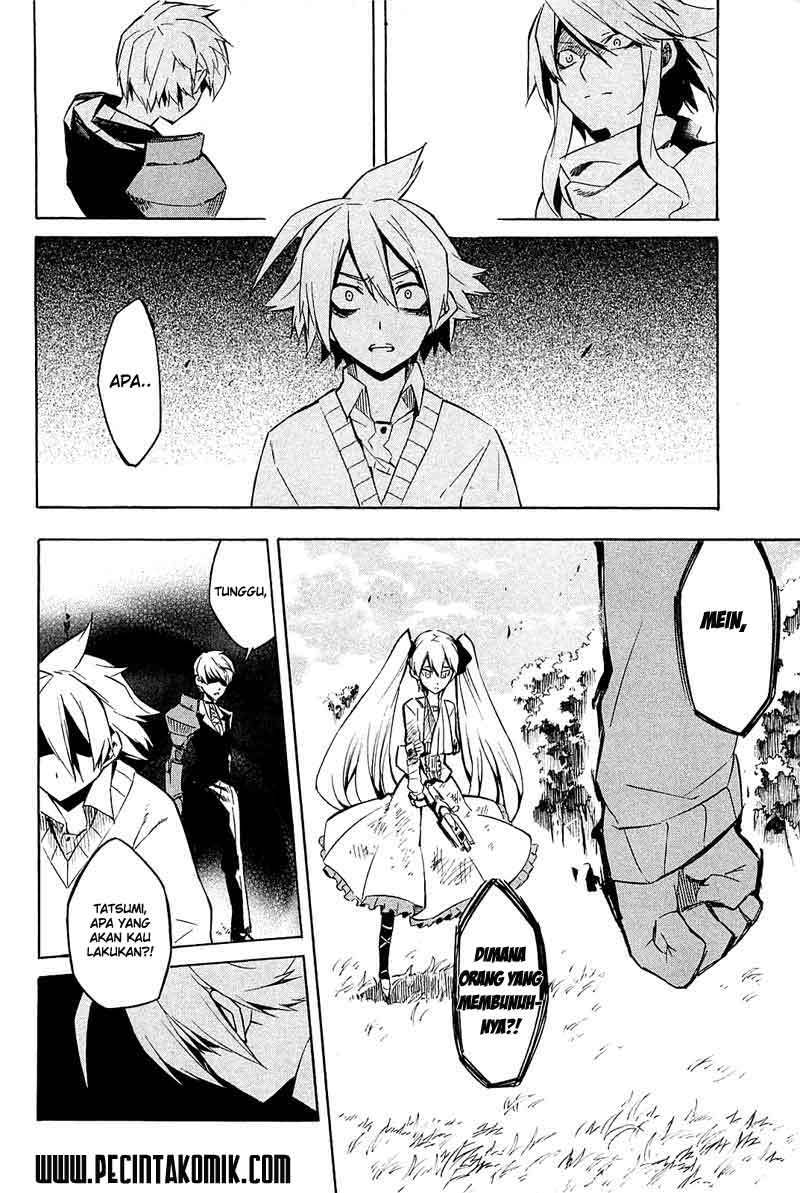 APA..
MEIN,
DIMANA
ORANG YANG
MEMBUNUH-
NYA?!
TUNGGU,
TATSUMI,
APA YANG
AKAN KAU
LAKUKAN?!
WWW.PECINTAKOMIK.COM